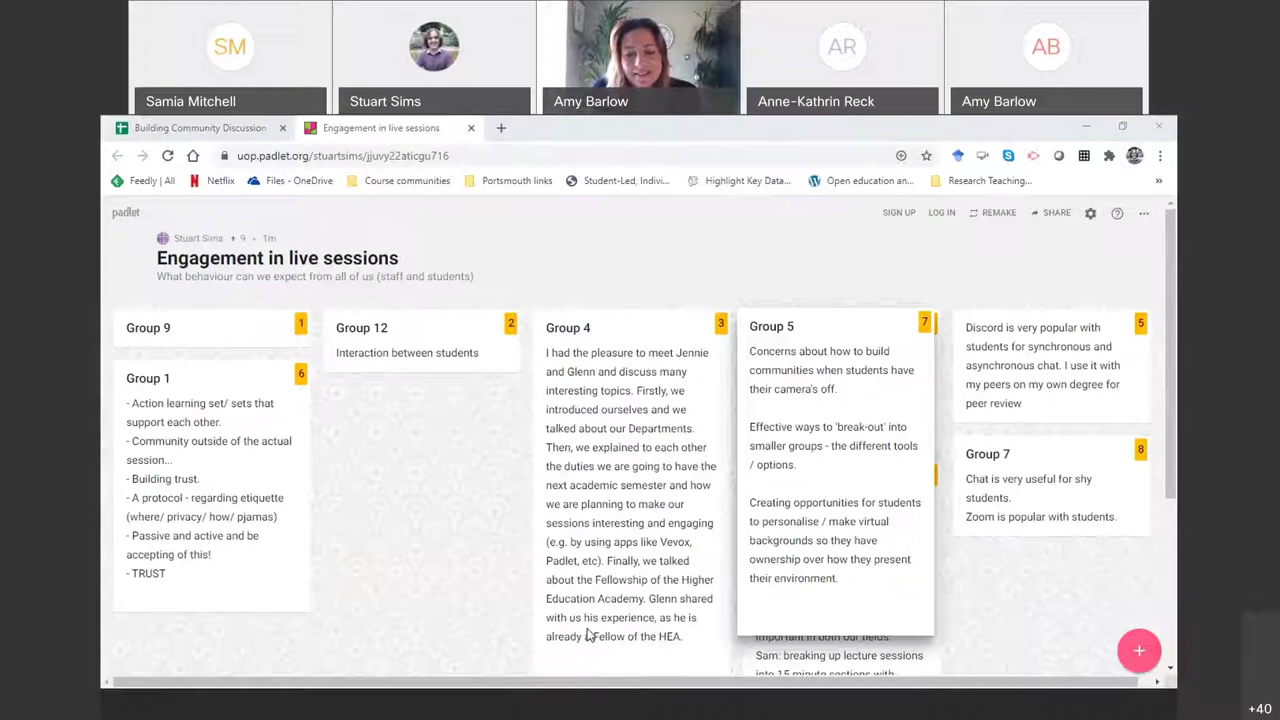 SM
AR
AB
Samia Mitchell
Stuart Sims
Amy Barlow
Anne-Kathrin Reck
Amy Barlow
Building Community Discussion
Engagement in live sessions
uop.padlet.org/stuartsims/jjuvy22aticgu716
Feedly | All
Netflix
Files - OneDrive
Course communities
Portsmouth links
Student-Led, Indivi...
Highlight Key Data...
Open education an...
Research Teaching...
padlet
SIGN UP
LOG IN
REMAKE
SHARE
Stuart Sims + 9 • 1m
Engagement in live sessions
What behaviour can we expect from all of us (staff and students)
Group 9
1
Group 1
6
- Action learning set/ sets that
support each other.
- Community outside of the actual
session...
- Building trust.
- A protocol - regarding etiquette
(where/ privacy/ how/ pjamas)
- Passive and active and be
accepting of this!
- TRUST
Group 12
2
Interaction between students
Group 4
3
I had the pleasure to meet Jennie
and Glenn and discuss many
interesting topics. Firstly, we
introduced ourselves and we
talked about our Departments.
Then, we explained to each other
the duties we are going to have the
next academic semester and how
we are planning to make our
sessions interesting and engaging
(e.g. by using apps like Vevox,
Padlet, etc). Finally, we talked
about the Fellowship of the Higher
Education Academy. Glenn shared
with us his experience, as he is
already a Fellow of the HEA.
Group 5
7
Concerns about how to build
communities when students have
their camera's off.
Effective ways to 'break-out' into
smaller groups - the different tools
/ options.
Creating opportunities for students
to personalise / make virtual
backgrounds so they have
ownership over how they present
their environment.
important in both our fields.
Sam: breaking up lecture sessions
into 15 minute sections with
5
Discord is very popular with
students for synchronous and
asynchronous chat. I use it with
my peers on my own degree for
peer review
Group 7
8
Chat is very useful for shy
students.
Zoom is popular with students.
+40